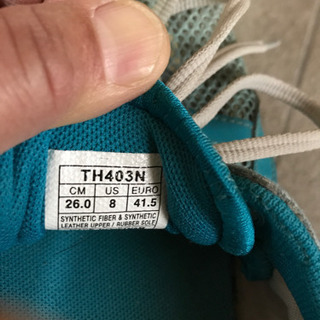 TH403N
CM US EURO
26.0 8 41.5
SYNTHETIC FIBER & SYNTHETIC
LEATHER UPPER / RUBBER SOLE